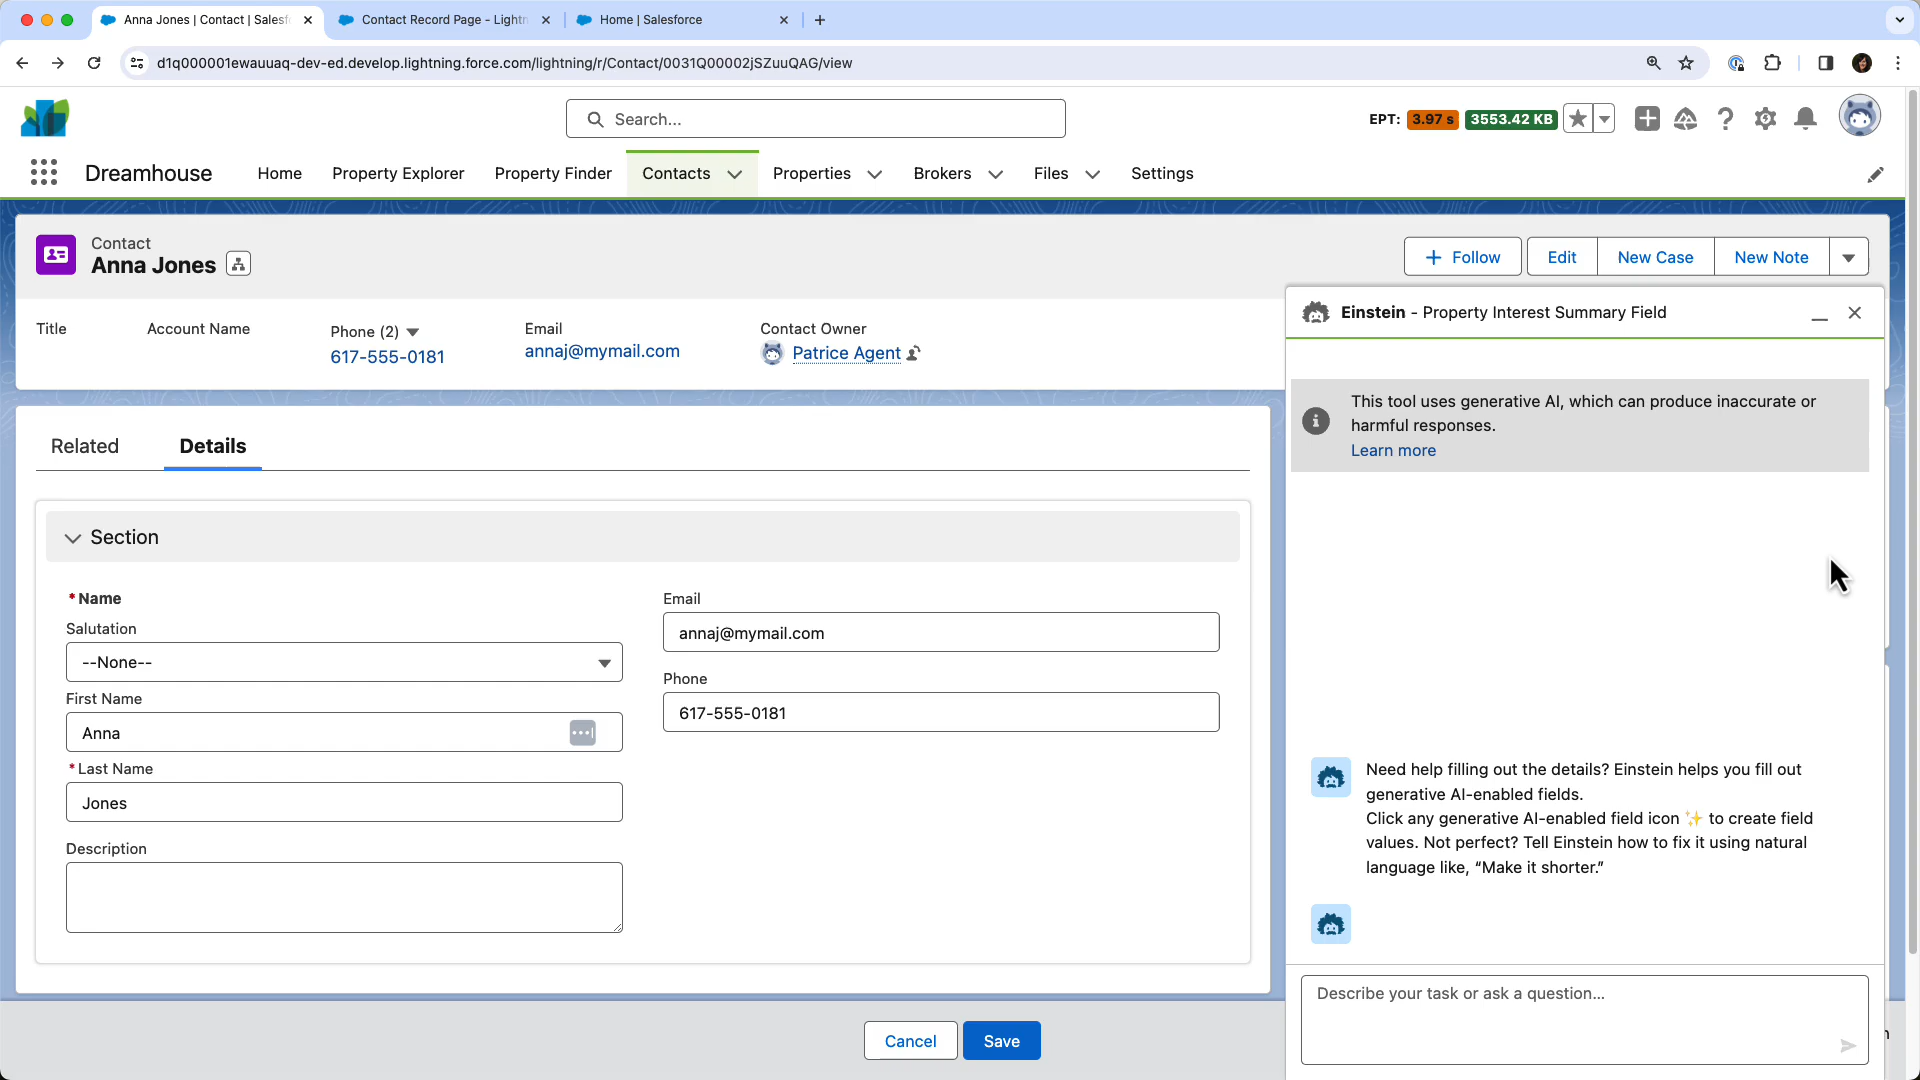 Anna Jones | Contact | Salesf
Contact Record Page - Lightn
Home | Salesforce
d1q000001ewauuaq-dev-ed.develop.lightning.force.com/lightning/r/Contact/0031Q00002jSZuuQAG/view
Search...
EPT: 3.97 s 3553.42 KB
Dreamhouse
Home
Property Explorer
Property Finder
Contacts
Properties
Brokers
Files
Settings
Contact
Anna Jones
Follow
Edit
New Case
New Note
Title
Account Name
Phone (2)
617-555-0181
Email
annaj@mymail.com
Contact Owner
Patrice Agent
Related
Details
Section
*Name
Salutation
--None--
First Name
Anna
*Last Name
Jones
Description
Email
annaj@mymail.com
Phone
617-555-0181
Cancel
Save
Einstein - Property Interest Summary Field
This tool uses generative AI, which can produce inaccurate or
harmful responses.
Learn more
Need help filling out the details? Einstein helps you fill out
generative AI-enabled fields.
Click any generative AI-enabled field icon ✨ to create field
values. Not perfect? Tell Einstein how to fix it using natural
language like, “Make it shorter.”
Describe your task or ask a question...